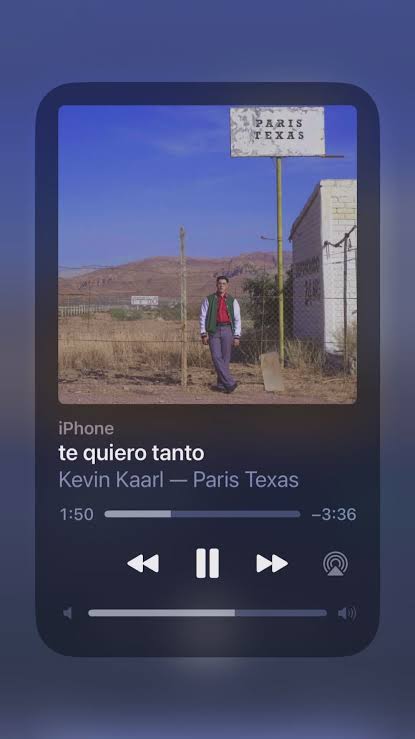 PARIS
TEXAS
iPhone
te quiero tanto
Kevin Kaarl — Paris Texas
1:50
–3:36